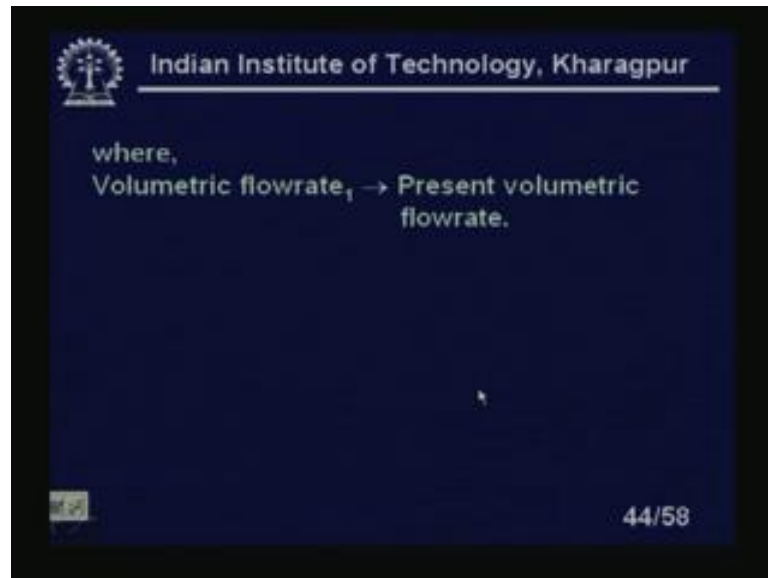 Indian Institute of Technology, Kharagpur
where,
Volumetric flowrate₁ → Present volumetric
flowrate.
44/58